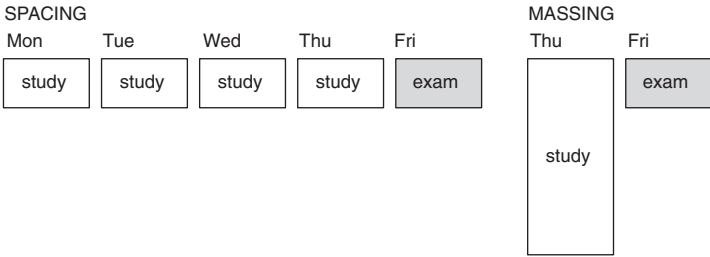 SPACING
Mon Tue Wed Thu Fri
study study study study exam
MASSING
Thu Fri
exam
study